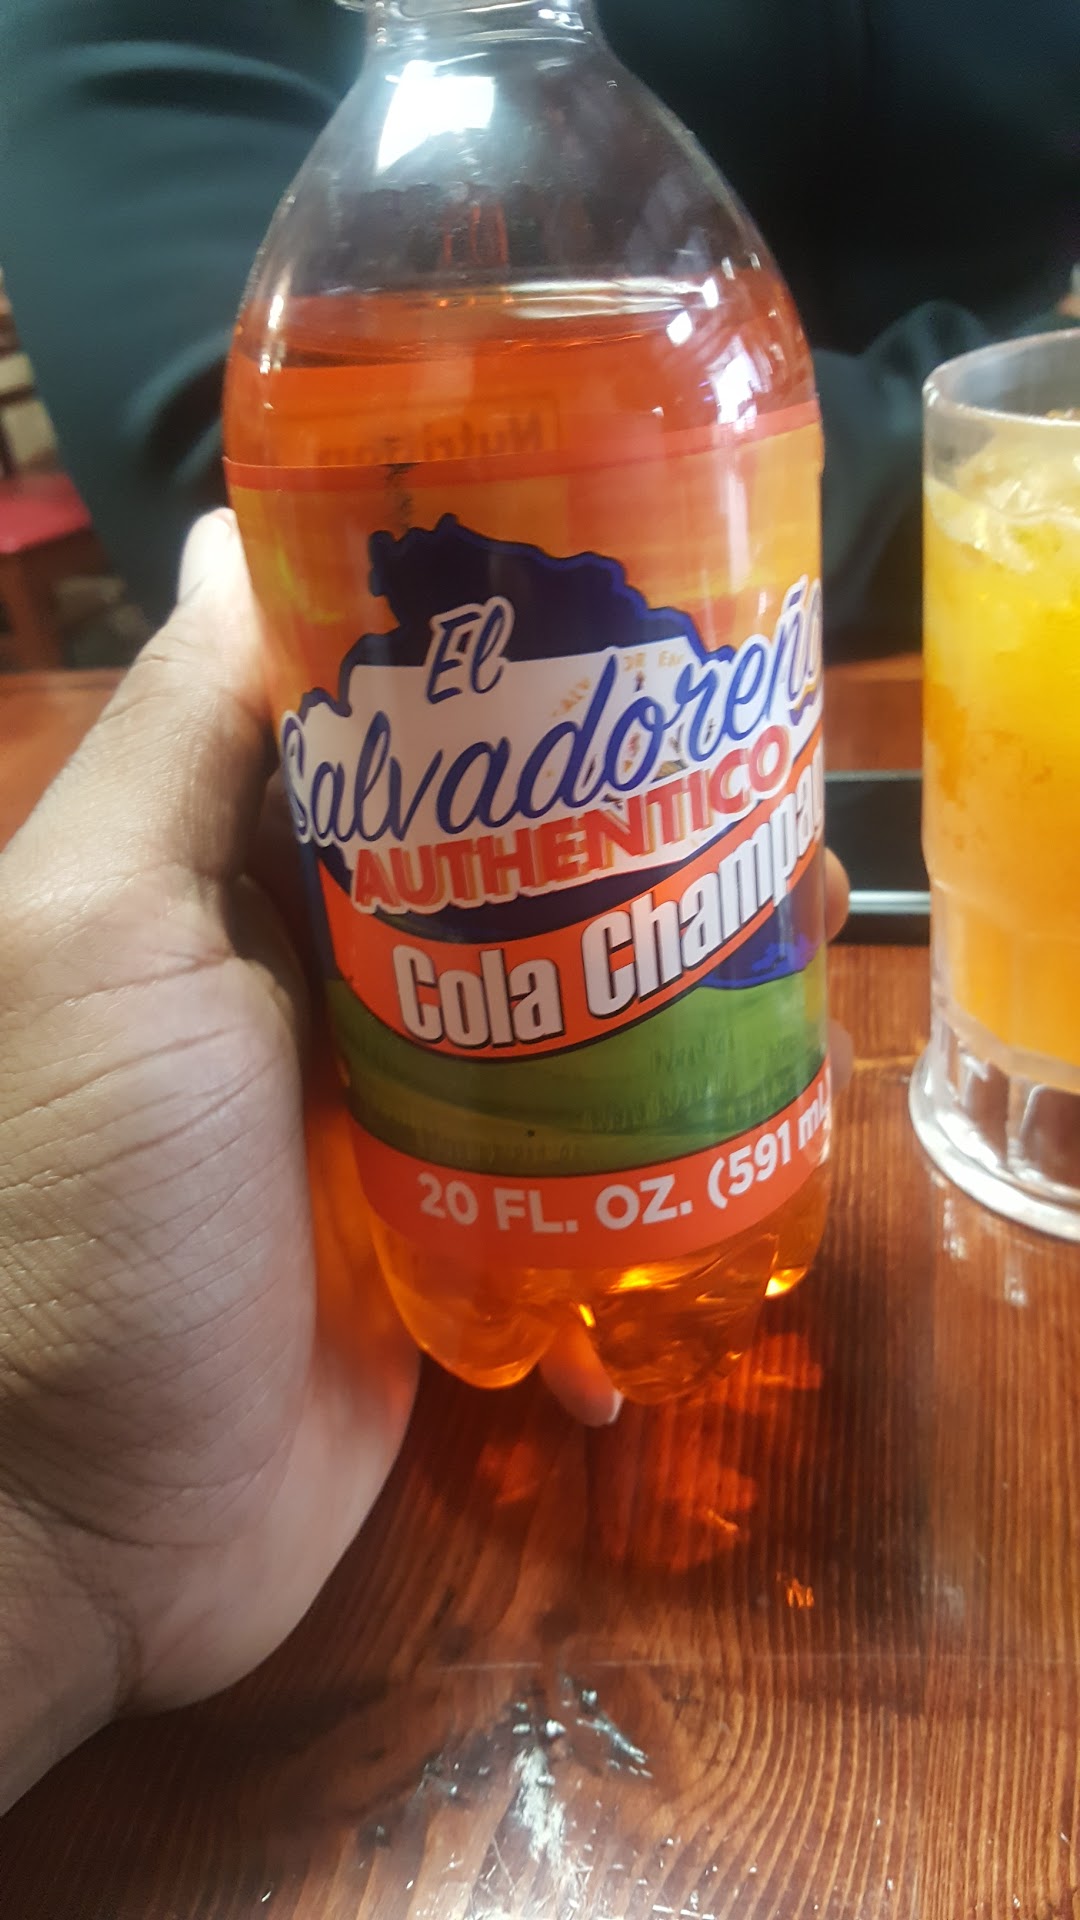 El
Salvadoreño
AUTHENTICO
Cola Champa
20 FL. OZ. (591 mL